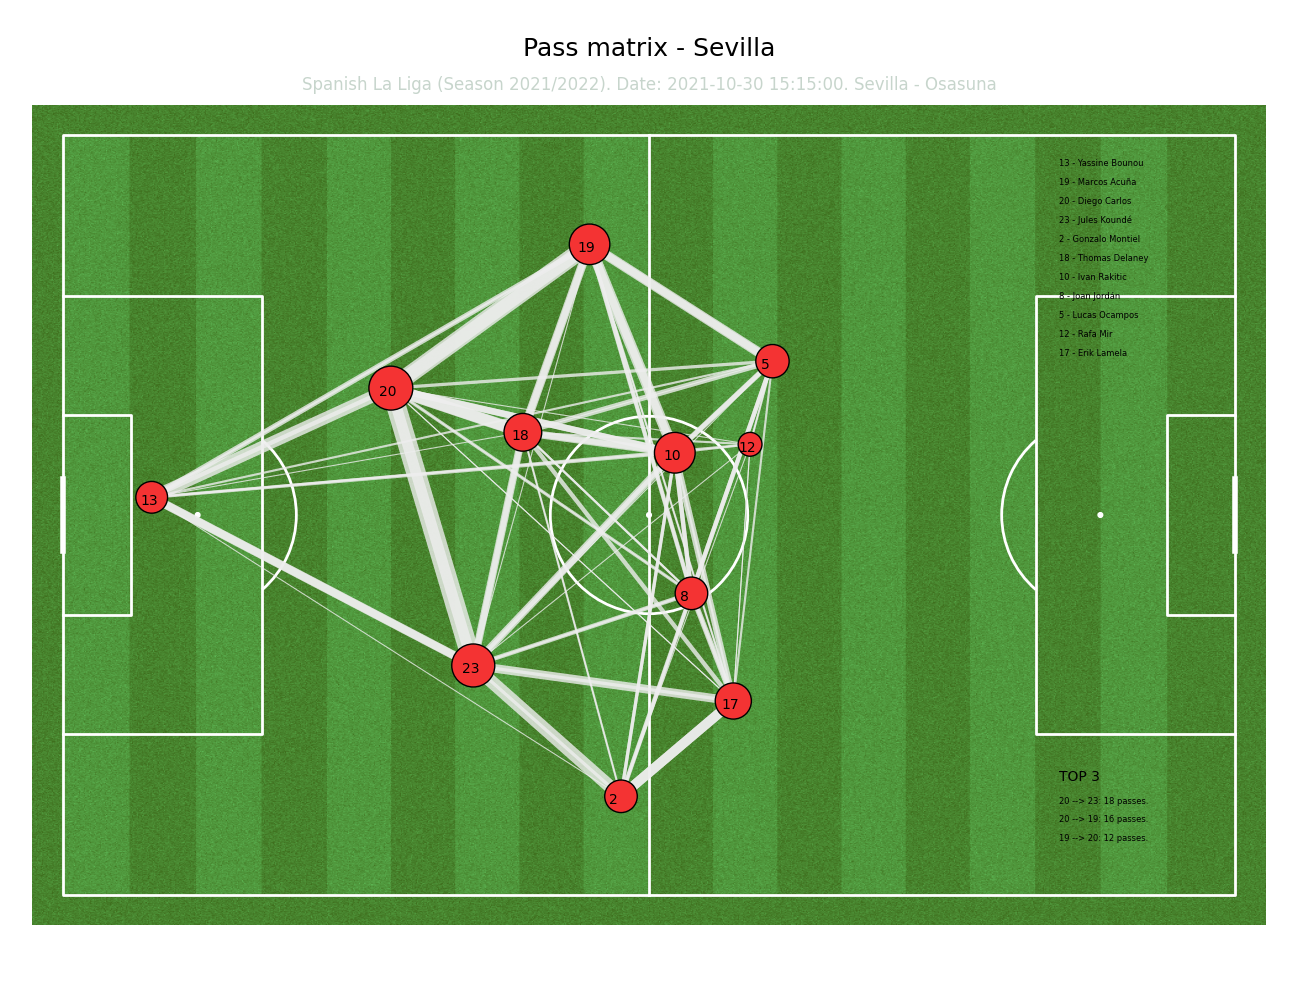 Pass matrix - Sevilla
Spanish La Liga (Season 2021/2022). Date: 2021-10-30 15:15:00. Sevilla - Osasuna
13 - Yassine Bounou
19 - Marcos Acuña
20 - Diego Carlos
23 - Jules Koundé
2 - Gonzalo Montiel
18 - Thomas Delaney
10 - Ivan Rakitic
8 - Joan Jordán
5 - Lucas Ocampos
12 - Rafa Mir
17 - Erik Lamela
19
5
20
18
10
12
13
8
23
17
2
TOP 3
20 --> 23: 18 passes.
20 --> 19: 16 passes.
19 --> 20: 12 passes.